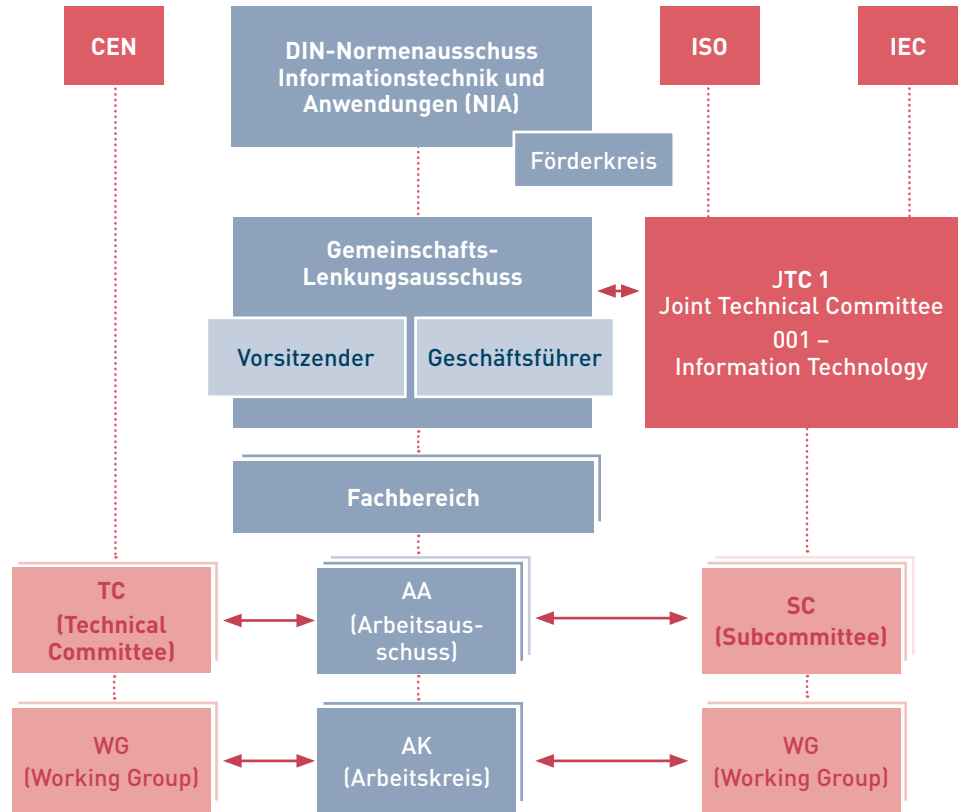 CEN
DIN-Normenausschuss
Informationstechnik und
Anwendungen (NIA)
Förderkreis
ISO
IEC
Gemeinschafts-
Lenkungsausschuss
Vorsitzender
Geschäftsführer
JTC 1
Joint Technical Committee
001 –
Information Technology
Fachbereich
TC
(Technical
Committee)
AA
(Arbeitsaus-
schuss)
SC
(Subcommittee)
WG
(Working Group)
AK
(Arbeitskreis)
WG
(Working Group)